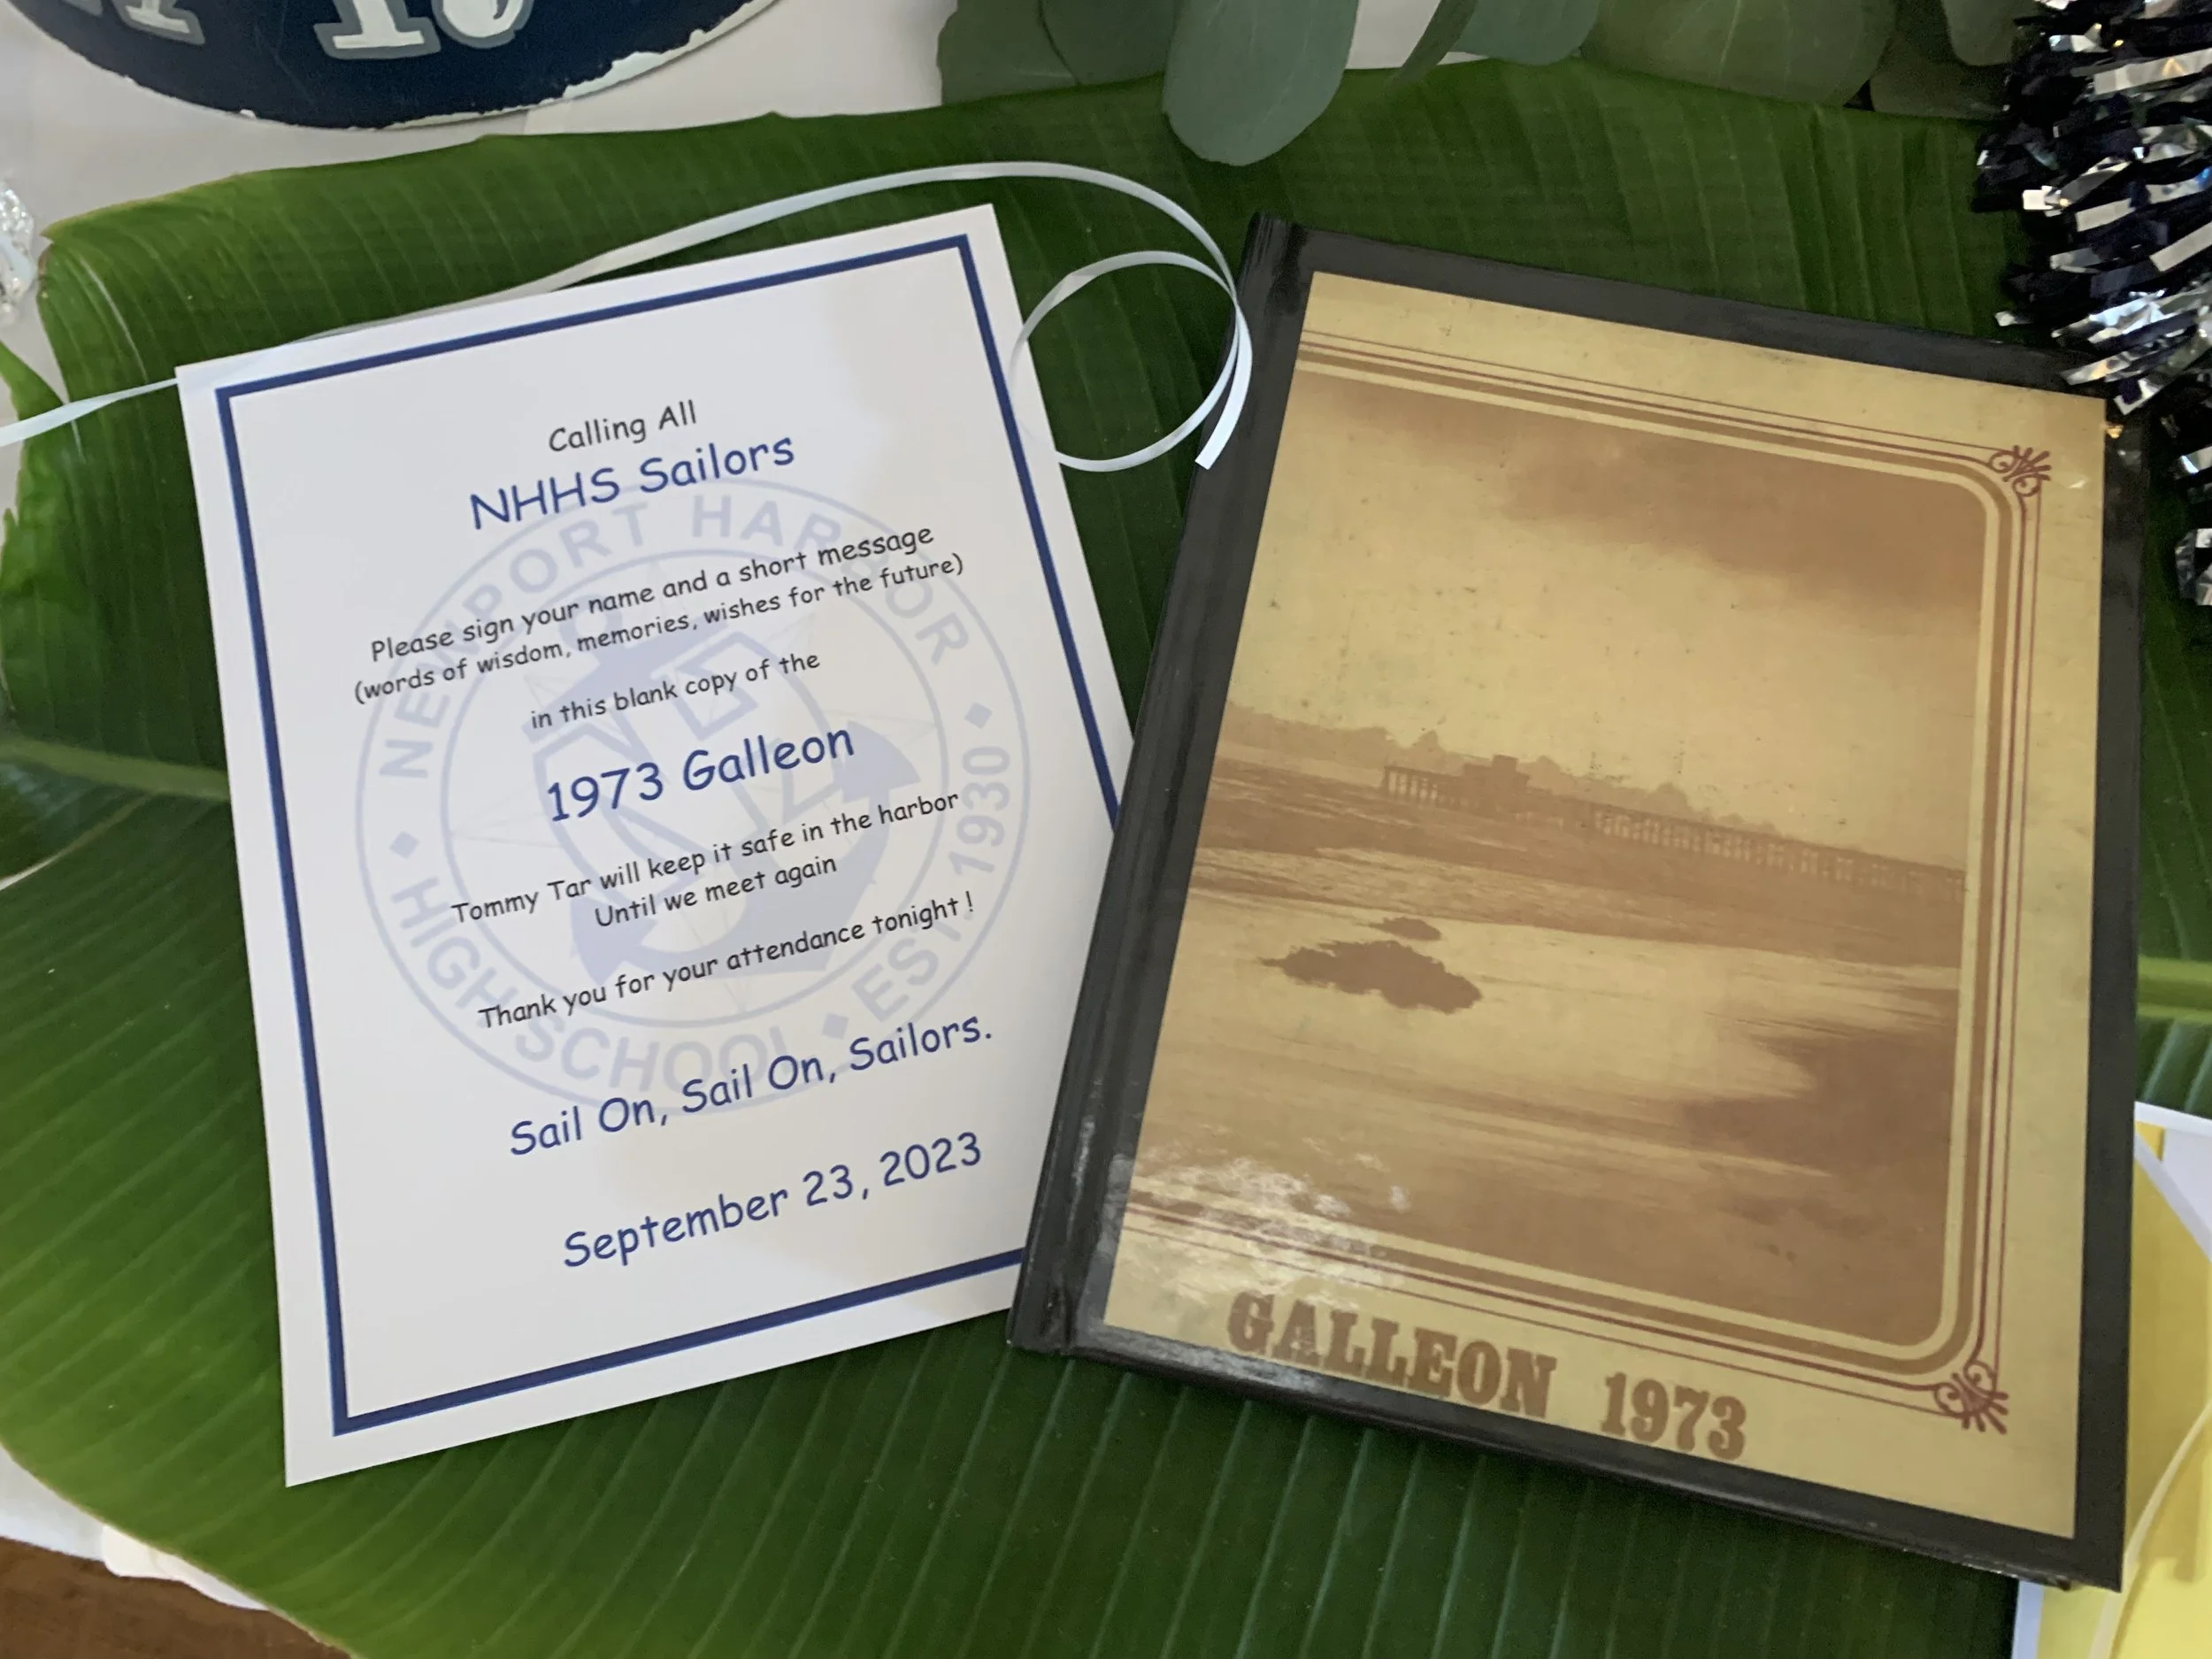 Calling All
NHHS Sailors
Please sign your name and a short message
(words of wisdom, memories, wishes for the future)
in this blank copy of the
1973 Galleon
Tommy Tar will keep it safe in the harbor
Until we meet again
Thank you for your attendance tonight !
Sail On, Sail On, Sailors.
September 23, 2023
NEWPORT HARBOR
HIGH SCHOOL
EST 1930
GALLEON 1973